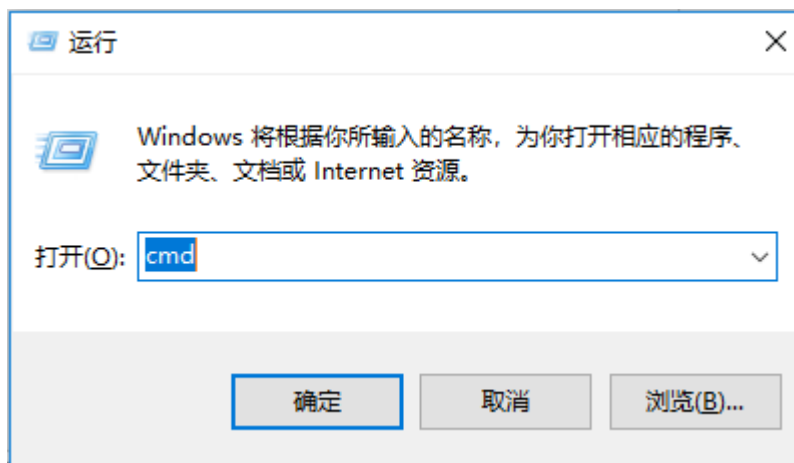 运行
Windows 将根据你所输入的名称，为你打开相应的程序、
文件夹、文档或 Internet 资源。
打开(O): cmd
确定 取消 浏览(B)...